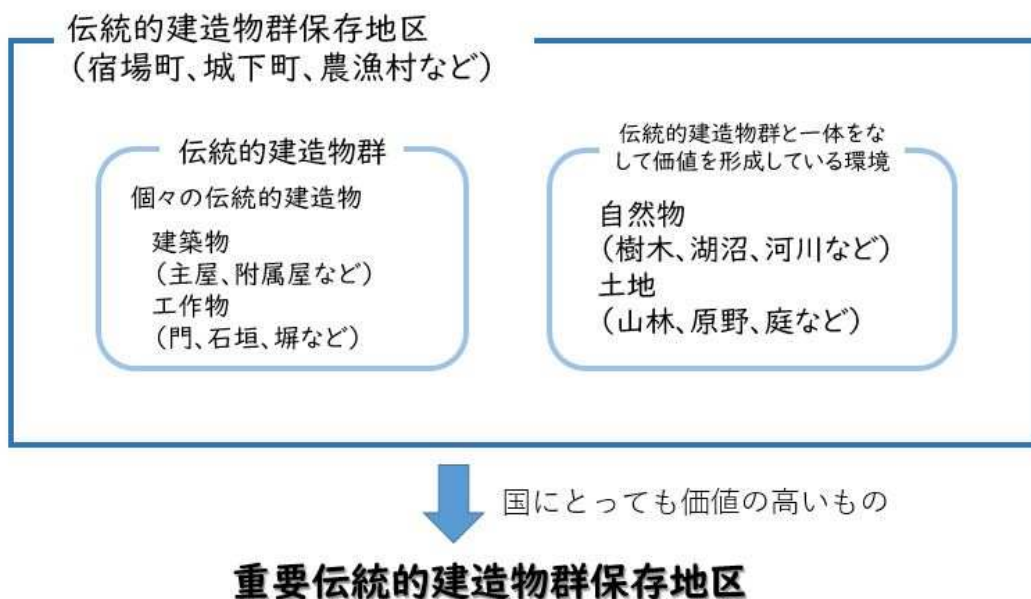 伝統的建造物群保存地区
（宿場町、城下町、農漁村など）
伝統的建造物群
個々の伝統的建造物
建築物
（主屋、附属屋など）
工作物
（門、石垣、塀など）
伝統的建造物群と一体をな
して価値を形成している環境
自然物
（樹木、湖沼、河川など）
土地
（山林、原野、庭など）
国にとっても価値の高いもの
重要伝統的建造物群保存地区